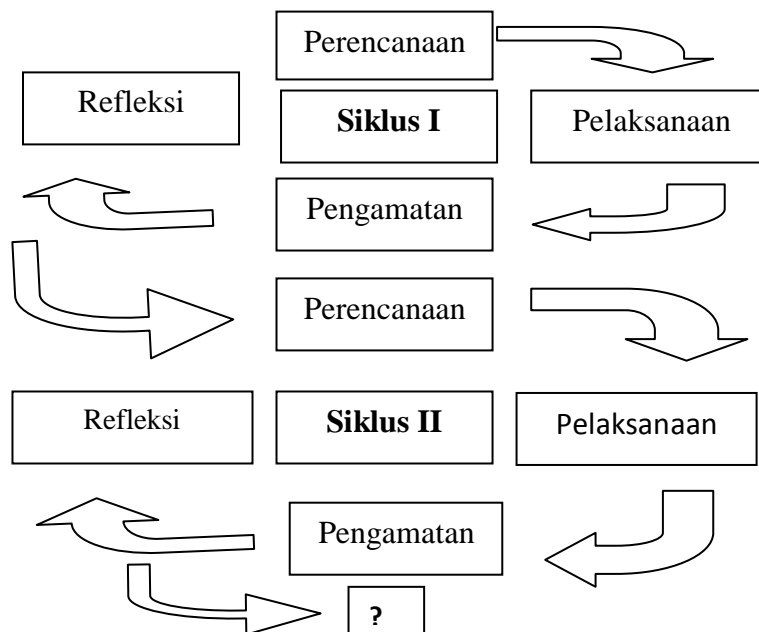 Perencanaan
Refleksi
Siklus I
Pelaksanaan
Pengamatan
Perencanaan
Refleksi
Siklus II
Pelaksanaan
Pengamatan
?